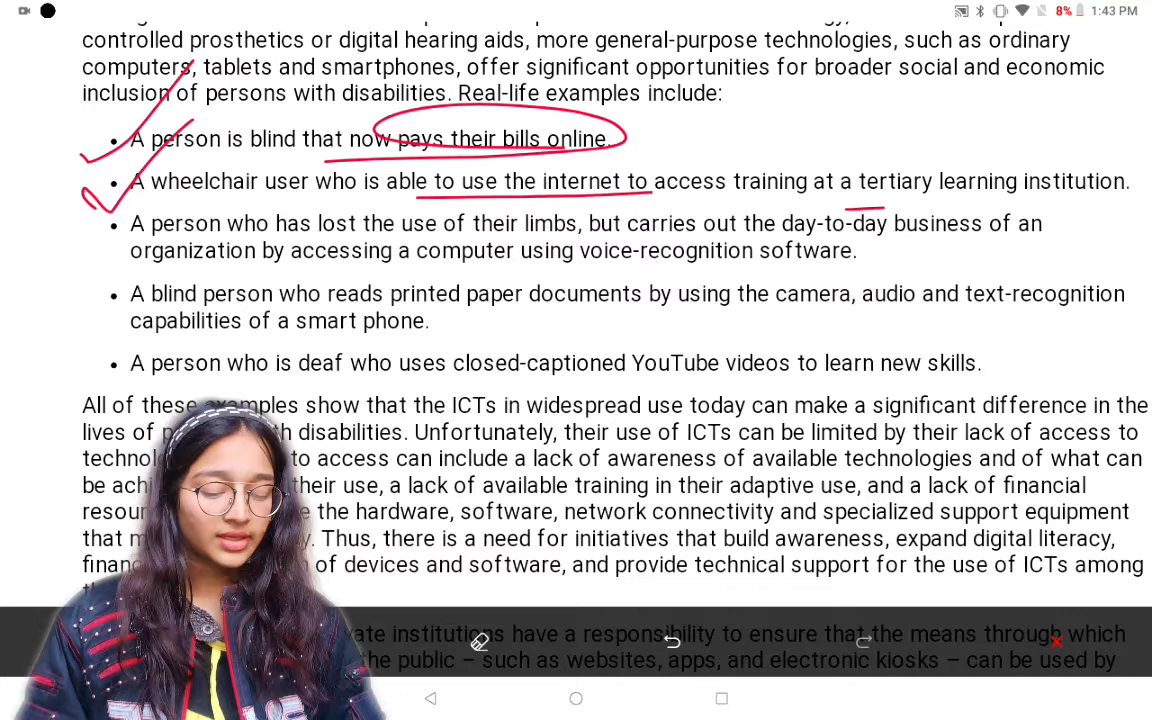 8% 1:43 PM
controlled prosthetics or digital hearing aids, more general-purpose technologies, such as ordinary
computers, tablets and smartphones, offer significant opportunities for broader social and economic
inclusion of persons with disabilities. Real-life examples include:
• A person is blind that now pays their bills online.
• A wheelchair user who is able to use the internet to access training at a tertiary learning institution.
• A person who has lost the use of their limbs, but carries out the day-to-day business of an
organization by accessing a computer using voice-recognition software.
• A blind person who reads printed paper documents by using the camera, audio and text-recognition
capabilities of a smart phone.
• A person who is deaf who uses closed-captioned YouTube videos to learn new skills.
All of these examples show that the ICTs in widespread use today can make a significant difference in the
lives of disabilities. Unfortunately, their use of ICTs can be limited by their lack of access to
to access can include a lack of awareness of available technologies and of what can
be their use, a lack of available training in their adaptive use, and a lack of financial
the hardware, software, network connectivity and specialized support equipment
that Thus, there is a need for initiatives that build awareness, expand digital literacy,
of devices and software, and provide technical support for the use of ICTs among
institutions have a responsibility to ensure that the means through which
the public – such as websites, apps, and electronic kiosks – can be used by